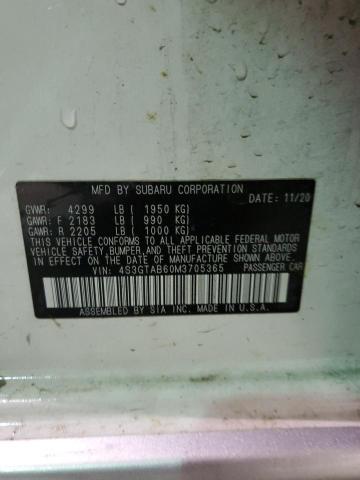 MFD BY SUBARU CORPORATION
DATE: 11/20
GVWR: 4299 LB ( 1950 KG)
GAWR: F 2183 LB ( 990 KG)
GAWR: R 2205 LB ( 1000 KG)
THIS VEHICLE CONFORMS TO ALL APPLICABLE FEDERAL MOTOR
VEHICLE SAFETY, BUMPER, AND THEFT PREVENTION STANDARDS
IN EFFECT ON THE DATE OF MANUFACTURE SHOWN ABOVE.
VIN: 4S3GTAB60M3705365 PASSENGER CAR
ASSEMBLED BY SIA INC. IN U.S.A.